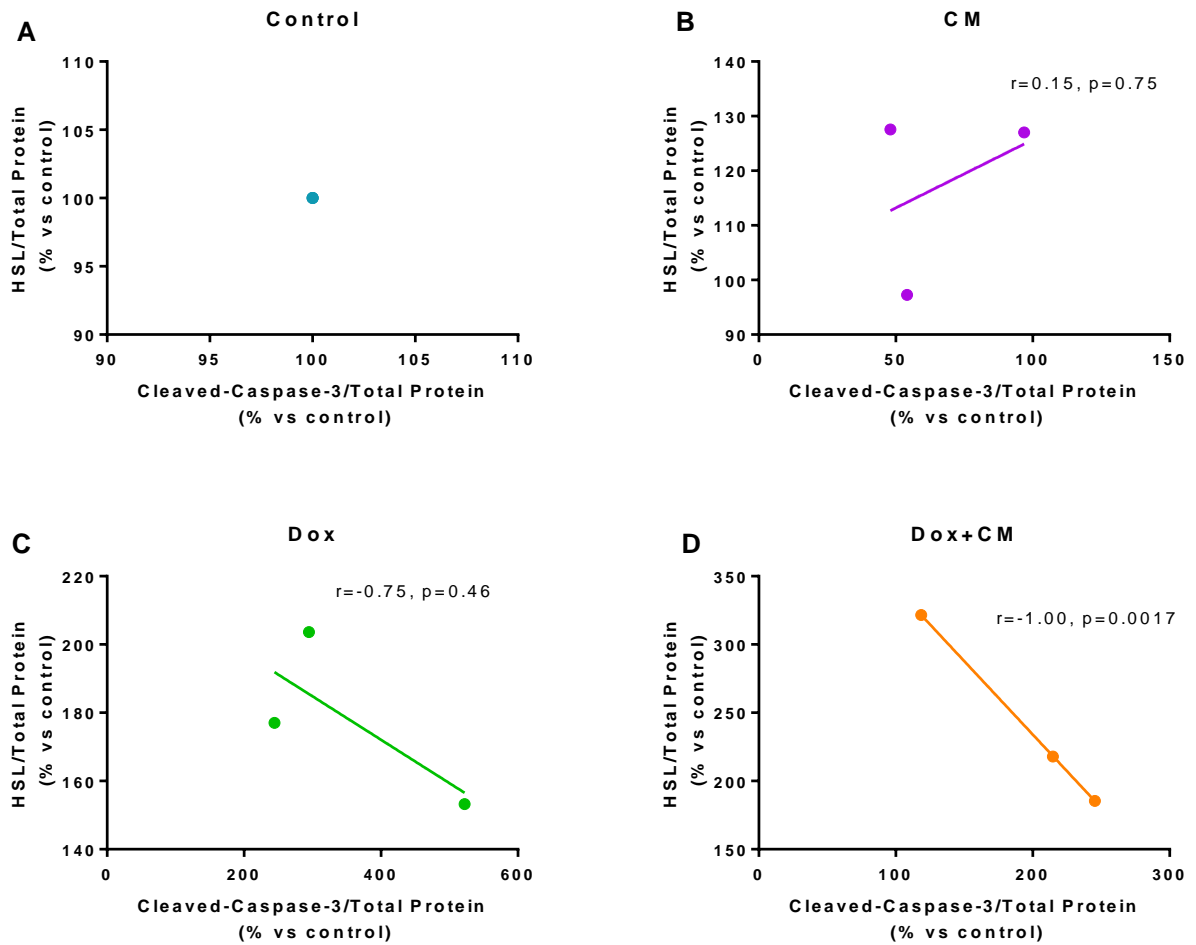 A
Control
HSL/Total Protein
(% vs control)
110
105
100
95
90
90 95 100 105 110
Cleaved-Caspase-3/Total Protein
(% vs control)
B
CM
r=0.15, p=0.75
HSL/Total Protein
(% vs control)
140
130
120
110
100
90
0 50 100 150
Cleaved-Caspase-3/Total Protein
(% vs control)
C
Dox
r=-0.75, p=0.46
HSL/Total Protein
(% vs control)
220
200
180
160
140
0 200 400 600
Cleaved-Caspase-3/Total Protein
(% vs control)
D
Dox+CM
r=-1.00, p=0.0017
HSL/Total Protein
(% vs control)
350
300
250
200
150
0 100 200 300
Cleaved-Caspase-3/Total Protein
(% vs control)